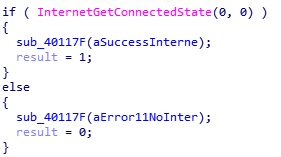 if ( InternetGetConnectedState(0, 0) )
{
  sub_40117F(aSuccessInterne);
  result = 1;
}
else
{
  sub_40117F(aError11NoInter);
  result = 0;
}